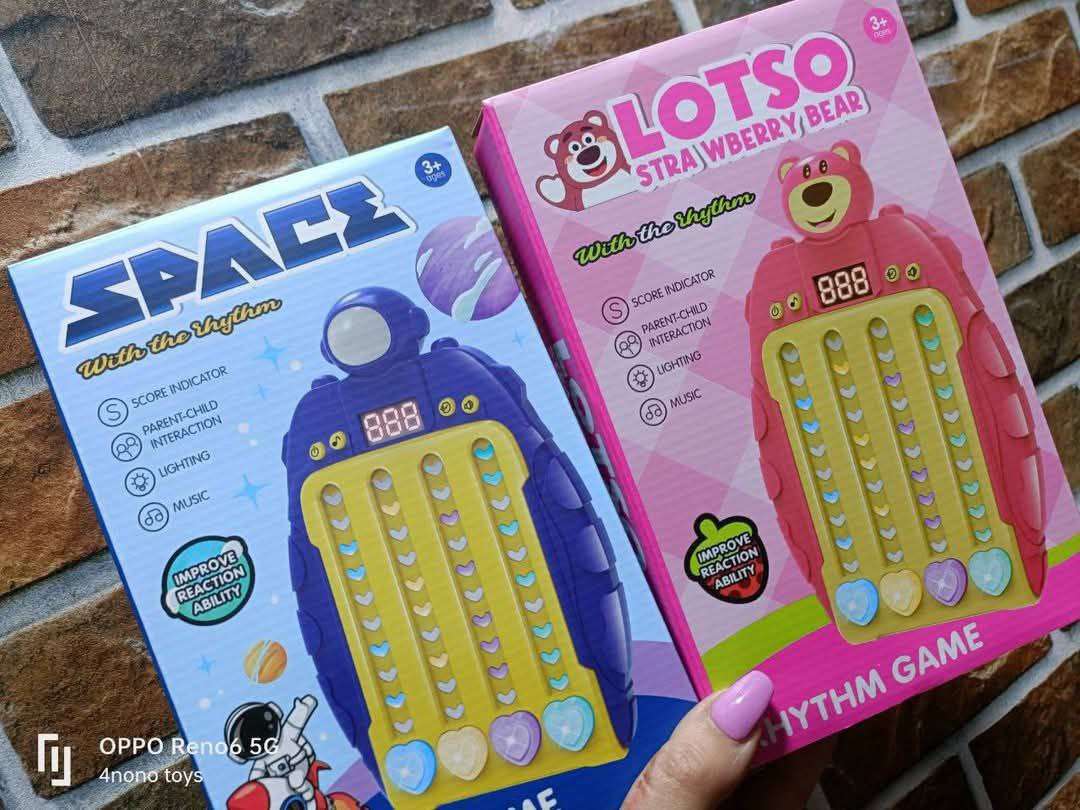 3+
ages
SPACE
With the rhythm
SCORE INDICATOR
PARENT-CHILD
INTERACTION
LIGHTING
MUSIC
888
IMPROVE
REACTION
ABILITY
3+
ages
LOTSO
STRA WBERRY BEAR
With the rhythm
SCORE INDICATOR
PARENT-CHILD
INTERACTION
LIGHTING
MUSIC
888
IMPROVE
REACTION
ABILITY
GAME
OPPO Reno6 5G
4nono toys